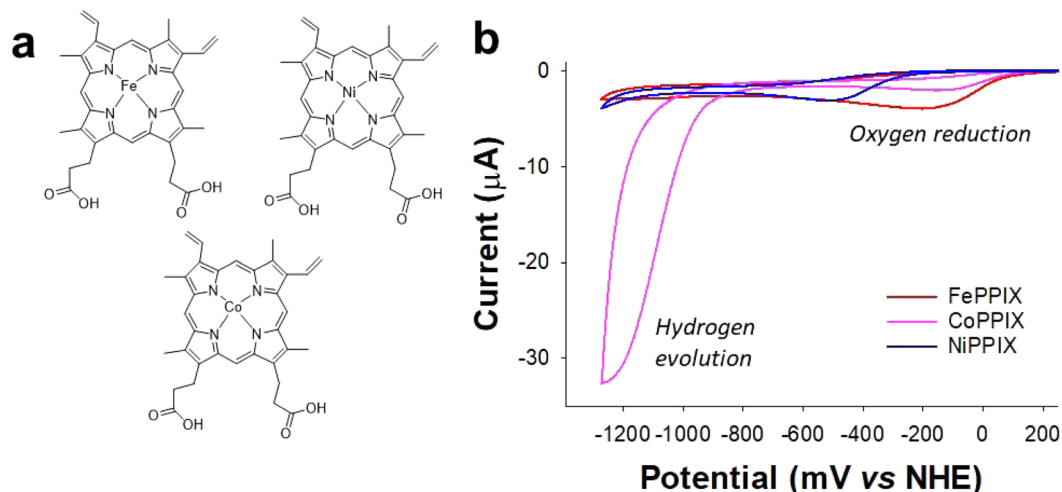 a
Fe
N
N
N
N
O
OH
O
OH
Ni
N
N
N
N
O
OH
O
OH
Co
N
N
N
N
O
OH
O
OH
b
Current (μA)
0
-10
-20
-30
Oxygen reduction
Hydrogen
evolution
FePPIX
CoPPIX
NiPPIX
-1200 -1000 -800 -600 -400 -200 0 200
Potential (mV vs NHE)